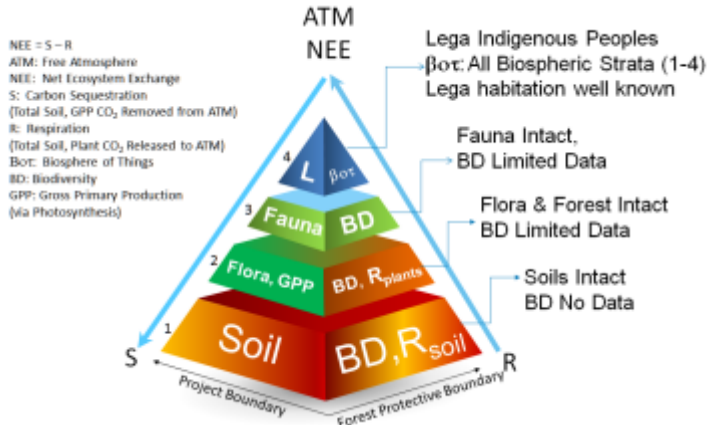 ATM
NEE
NEE = S – R
ATM: Free Atmosphere
NEE: Net Ecosystem Exchange
S: Carbon Sequestration
(Total Soil, GPP CO₂ Removed from ATM)
R: Respiration
(Total Soil, Plant CO₂ Released to ATM)
Βοτ: Biosphere of Things
BD: Biodiversity
GPP: Gross Primary Production
(via Photosynthesis)
Lega Indigenous Peoples
βοτ: All Biospheric Strata (1-4)
Lega habitation well known
Fauna Intact,
BD Limited Data
Flora & Forest Intact
BD Limited Data
Soils Intact
BD No Data
4
L βοτ
3
Fauna BD
2
Flora, GPP BD, Rplants
1
Soil BD,Rsoil
S
R
Project Boundary
Forest Protective Boundary